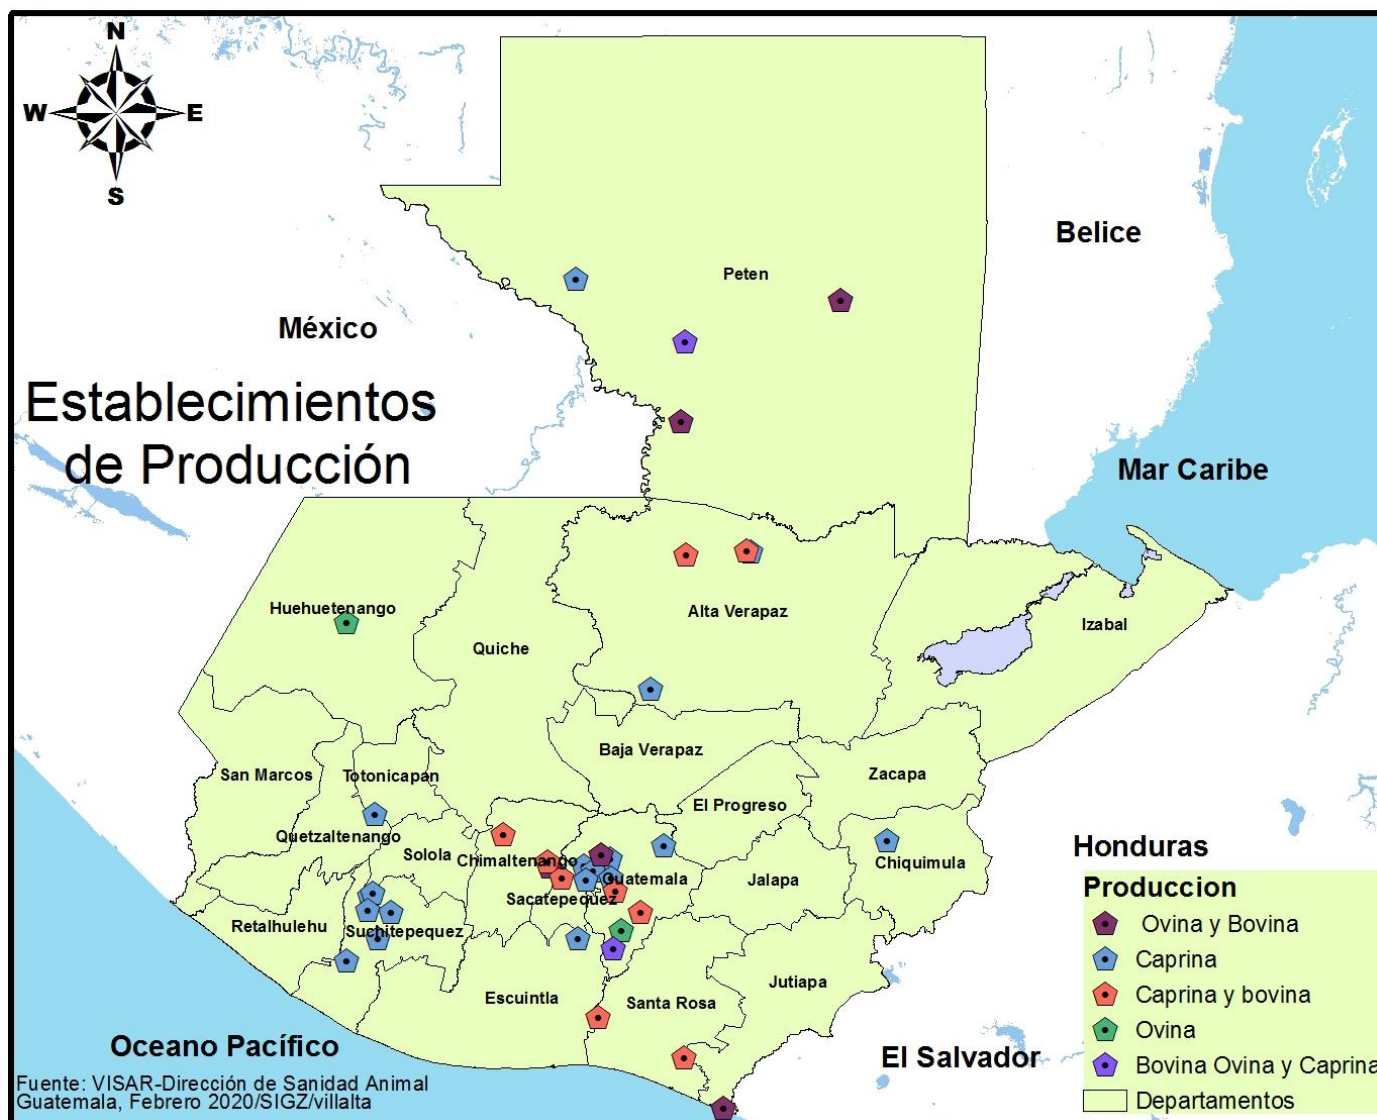 N
W E
S
Belice
Peten
México
Establecimientos
de Producción
Mar Caribe
Huehuetenango
Alta Verapaz
Izabal
Quiche
Baja Verapaz
San Marcos
Totonicapán
Zacapa
El Progreso
Quetzaltenango
Solola
Chimaltenango
Chiquimula
Guatemala
Jalapa
Sacatepequez
Retalhulehu
Suchitepequez
Jutiapa
Escuintla
Santa Rosa
Honduras
Produccion
Ovina y Bovina
Caprina
Caprina y bovina
Ovina
Bovina Ovina y Caprina
Departamentos
Oceano Pacífico
El Salvador
Fuente: VISAR-Dirección de Sanidad Animal
Guatemala, Febrero 2020/SIGZ/villalta